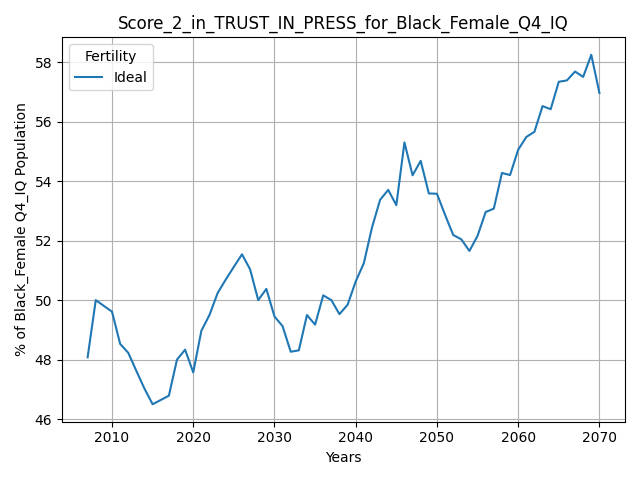 Score_2_in_TRUST_IN_PRESS_for_Black_Female_Q4_IQ
Fertility
Ideal
% of Black_Female Q4_IQ Population
58
56
54
52
50
48
46
2010 2020 2030 2040 2050 2060 2070
Years